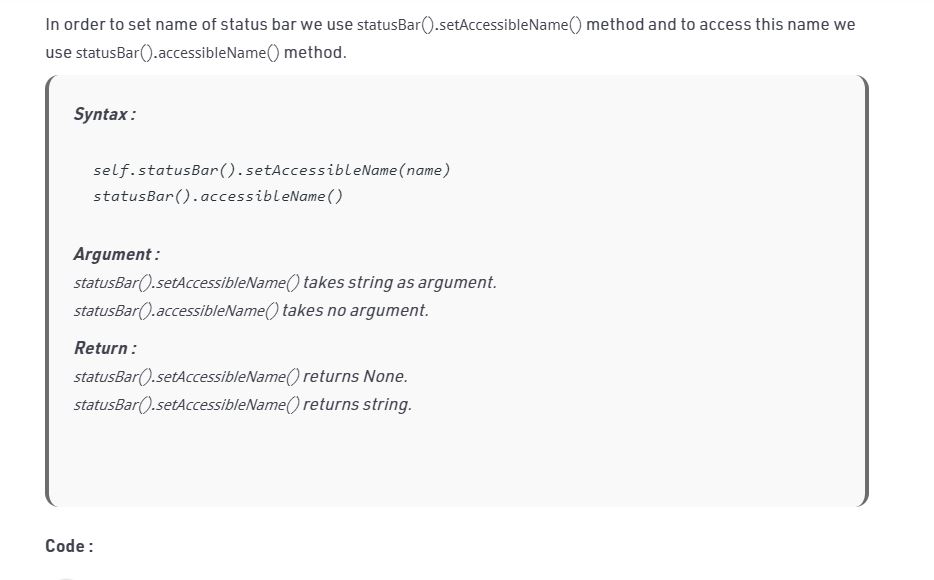 In order to set name of status bar we use statusBar().setAccessibleName() method and to access this name we
use statusBar().accessibleName() method.
Syntax :
self.statusBar().setAccessibleName(name)
statusBar().accessibleName()
Argument :
statusBar().setAccessibleName() takes string as argument.
statusBar().accessibleName() takes no argument.
Return :
statusBar().setAccessibleName() returns None.
statusBar().setAccessibleName() returns string.
Code :